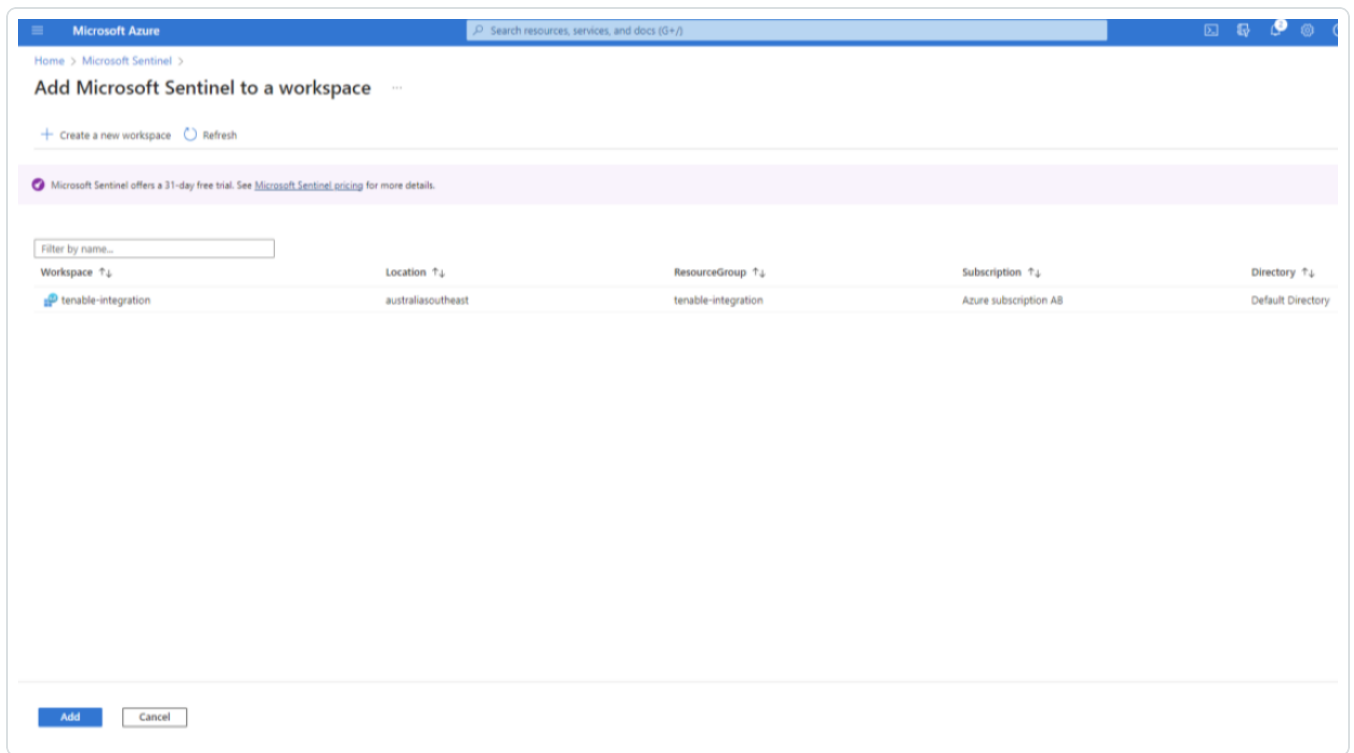 Microsoft Azure
Search resources, services, and docs (G+/)
2
Home > Microsoft Sentinel >
Add Microsoft Sentinel to a workspace ...
+ Create a new workspace Refresh
Microsoft Sentinel offers a 31-day free trial. See Microsoft Sentinel pricing for more details.
Filter by name...
Workspace ↑↓ Location ↑↓ ResourceGroup ↑↓ Subscription ↑↓ Directory ↑↓
tenable-integration australiasoutheast tenable-integration Azure subscription AB Default Directory
Add Cancel